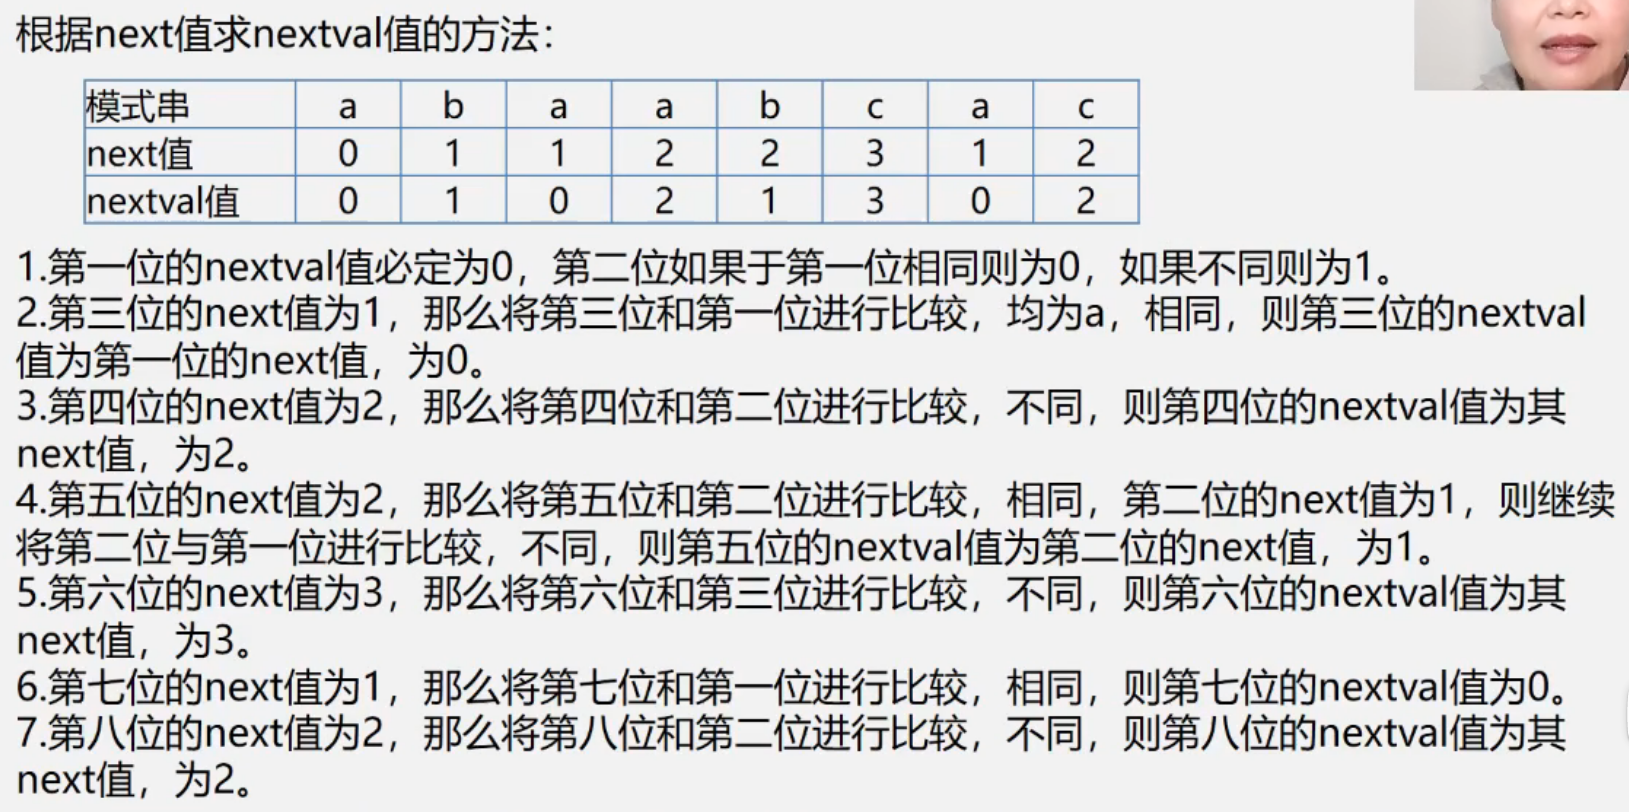 根据next值求nextval值的方法：
模式串 a b a a b c a c
next值 0 1 1 2 2 3 1 2
nextval值 0 1 0 2 1 3 0 2
1.第一位的nextval值必定为0，第二位如果于第一位相同则为0，如果不同则为1。
2.第三位的next值为1，那么将第三位和第一位进行比较，均为a，相同，则第三位的nextval
值为第一位的next值，为0。
3.第四位的next值为2，那么将第四位和第二位进行比较，不同，则第四位的nextval值为其
next值，为2。
4.第五位的next值为2，那么将第五位和第二位进行比较，相同，第二位的next值为1，则继续
将第二位与第一位进行比较，不同，则第五位的nextval值为第二位的next值，为1。
5.第六位的next值为3，那么将第六位和第三位进行比较，不同，则第六位的nextval值为其
next值，为3。
6.第七位的next值为1，那么将第七位和第一位进行比较，相同，则第七位的nextval值为0。
7.第八位的next值为2，那么将第八位和第二位进行比较，不同，则第八位的nextval值为其
next值，为2。